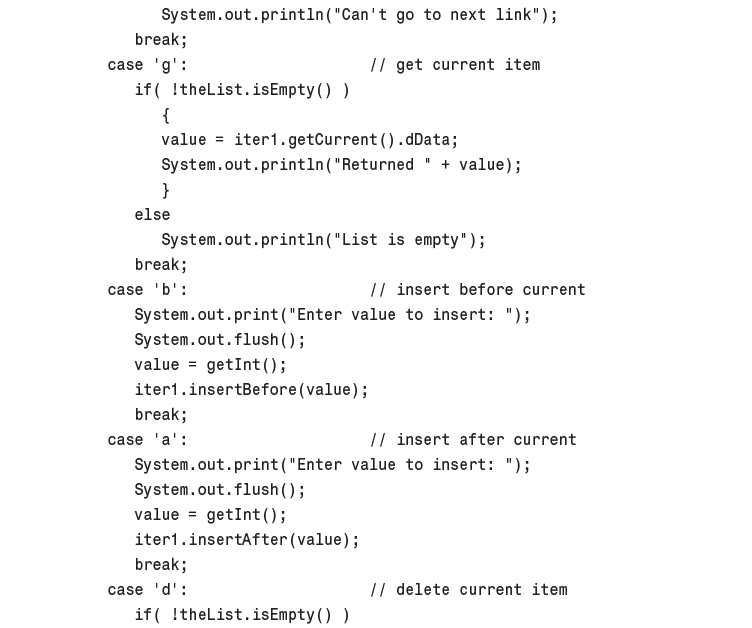 System.out.println("Can't go to next link");
break;
case 'g':                    // get current item
if( !theList.isEmpty() )
{
value = iter1.getCurrent().dData;
System.out.println("Returned " + value);
}
else
System.out.println("List is empty");
break;
case 'b':                    // insert before current
System.out.print("Enter value to insert: ");
System.out.flush();
value = getInt();
iter1.insertBefore(value);
break;
case 'a':                    // insert after current
System.out.print("Enter value to insert: ");
System.out.flush();
value = getInt();
iter1.insertAfter(value);
break;
case 'd':                    // delete current item
if( !theList.isEmpty() )